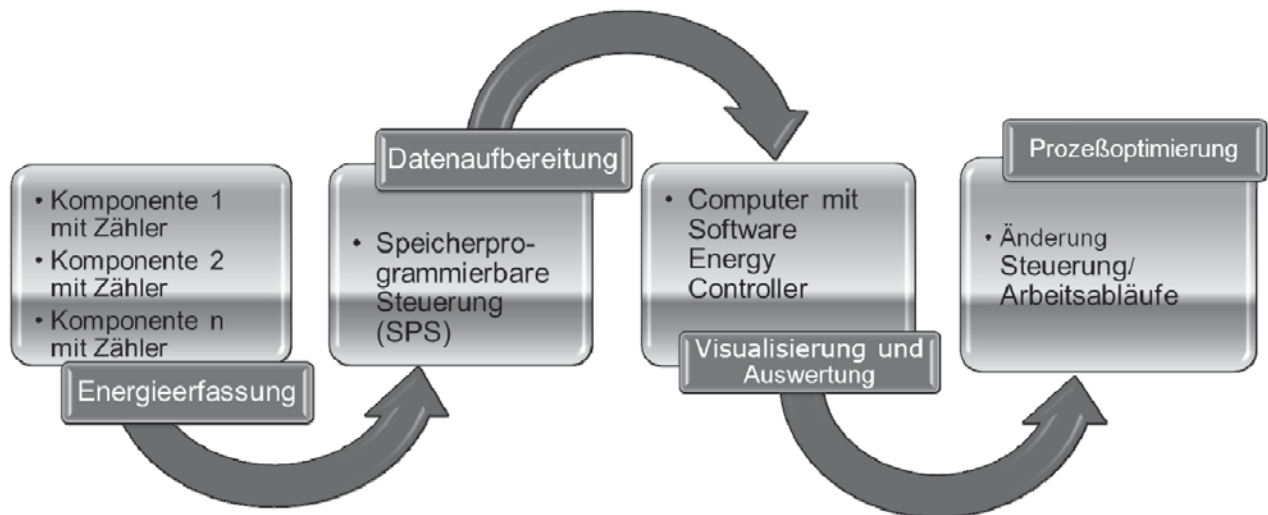 • Komponente 1
mit Zähler
• Komponente 2
mit Zähler
• Komponente n
mit Zähler
Energieerfassung
Datenaufbereitung
• Speicherpro-
grammierbare
Steuerung
(SPS)
• Computer mit
Software
Energy
Controller
Visualisierung und
Auswertung
Prozeßoptimierung
• Änderung
Steuerung/
Arbeitsabläufe